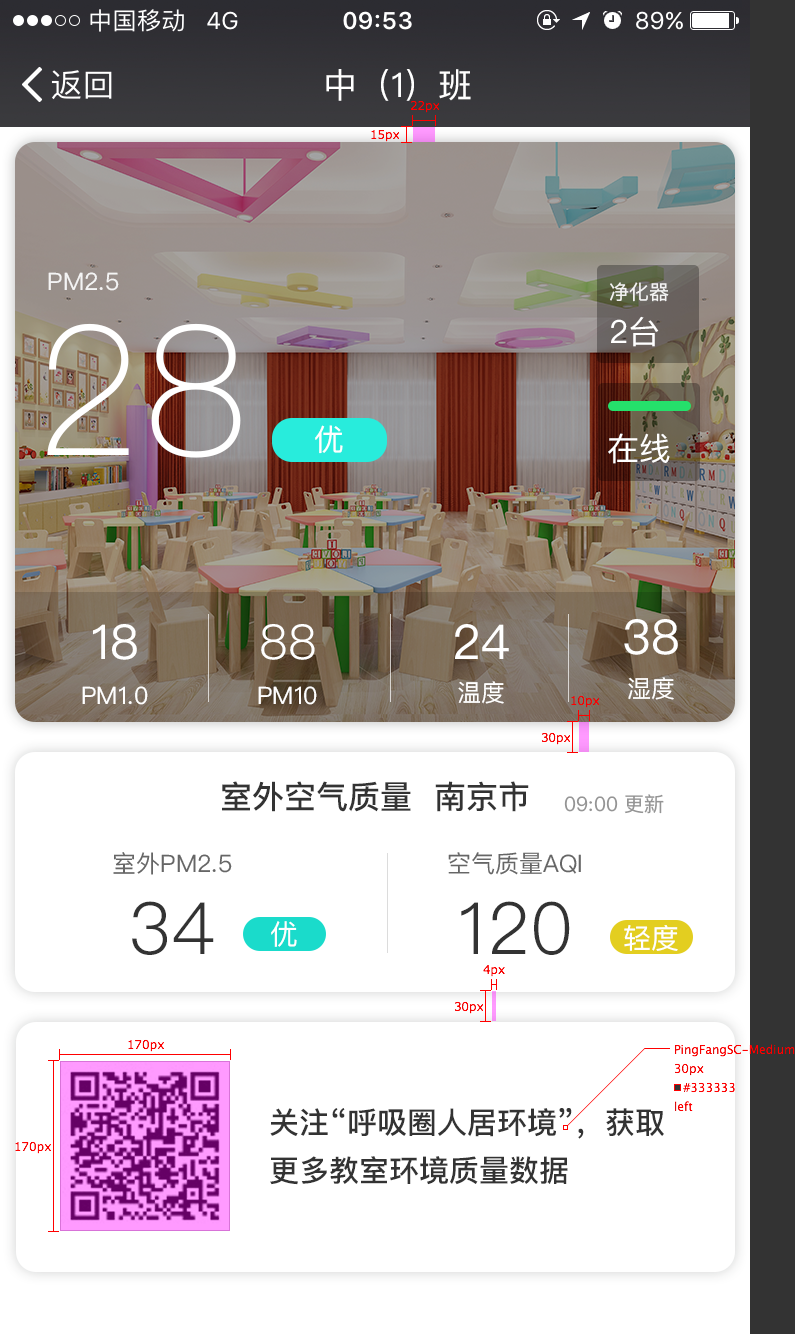 中国移动 4G 09:53 89%
返回 中（1）班
22px
15px
PM2.5
净化器
2台
28
优
在线
18 88 24 38
PM1.0 PM10 温度 湿度
10px
30px
室外空气质量 南京市 09:00 更新
室外PM2.5 空气质量AQI
34 优 120 轻度
4px
30px
170px
PingFangSC-Medium
30px
#333333
left
170px
关注“呼吸圈人居环境”，获取
更多教室环境质量数据